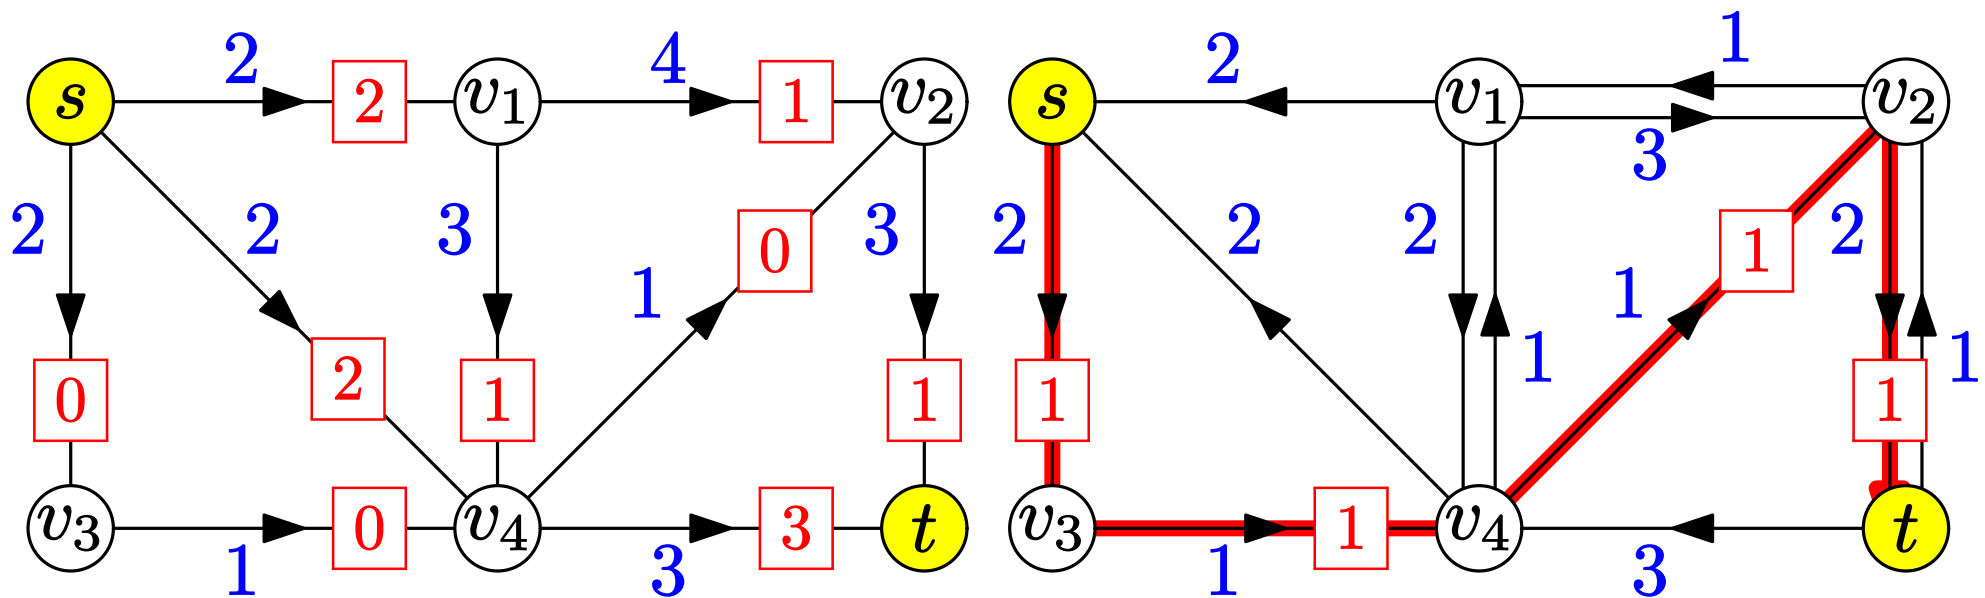 2 4 2 1
s 2 v₁ 1 v₂ s v₁ v₂
3
2 2 3 0 3 2 2 2 1 2
1 1 1 1
0 2 1 1 1 1
v₃ 0 v₄ 3 t v₃ 1 v₄ t
1 3 1 3